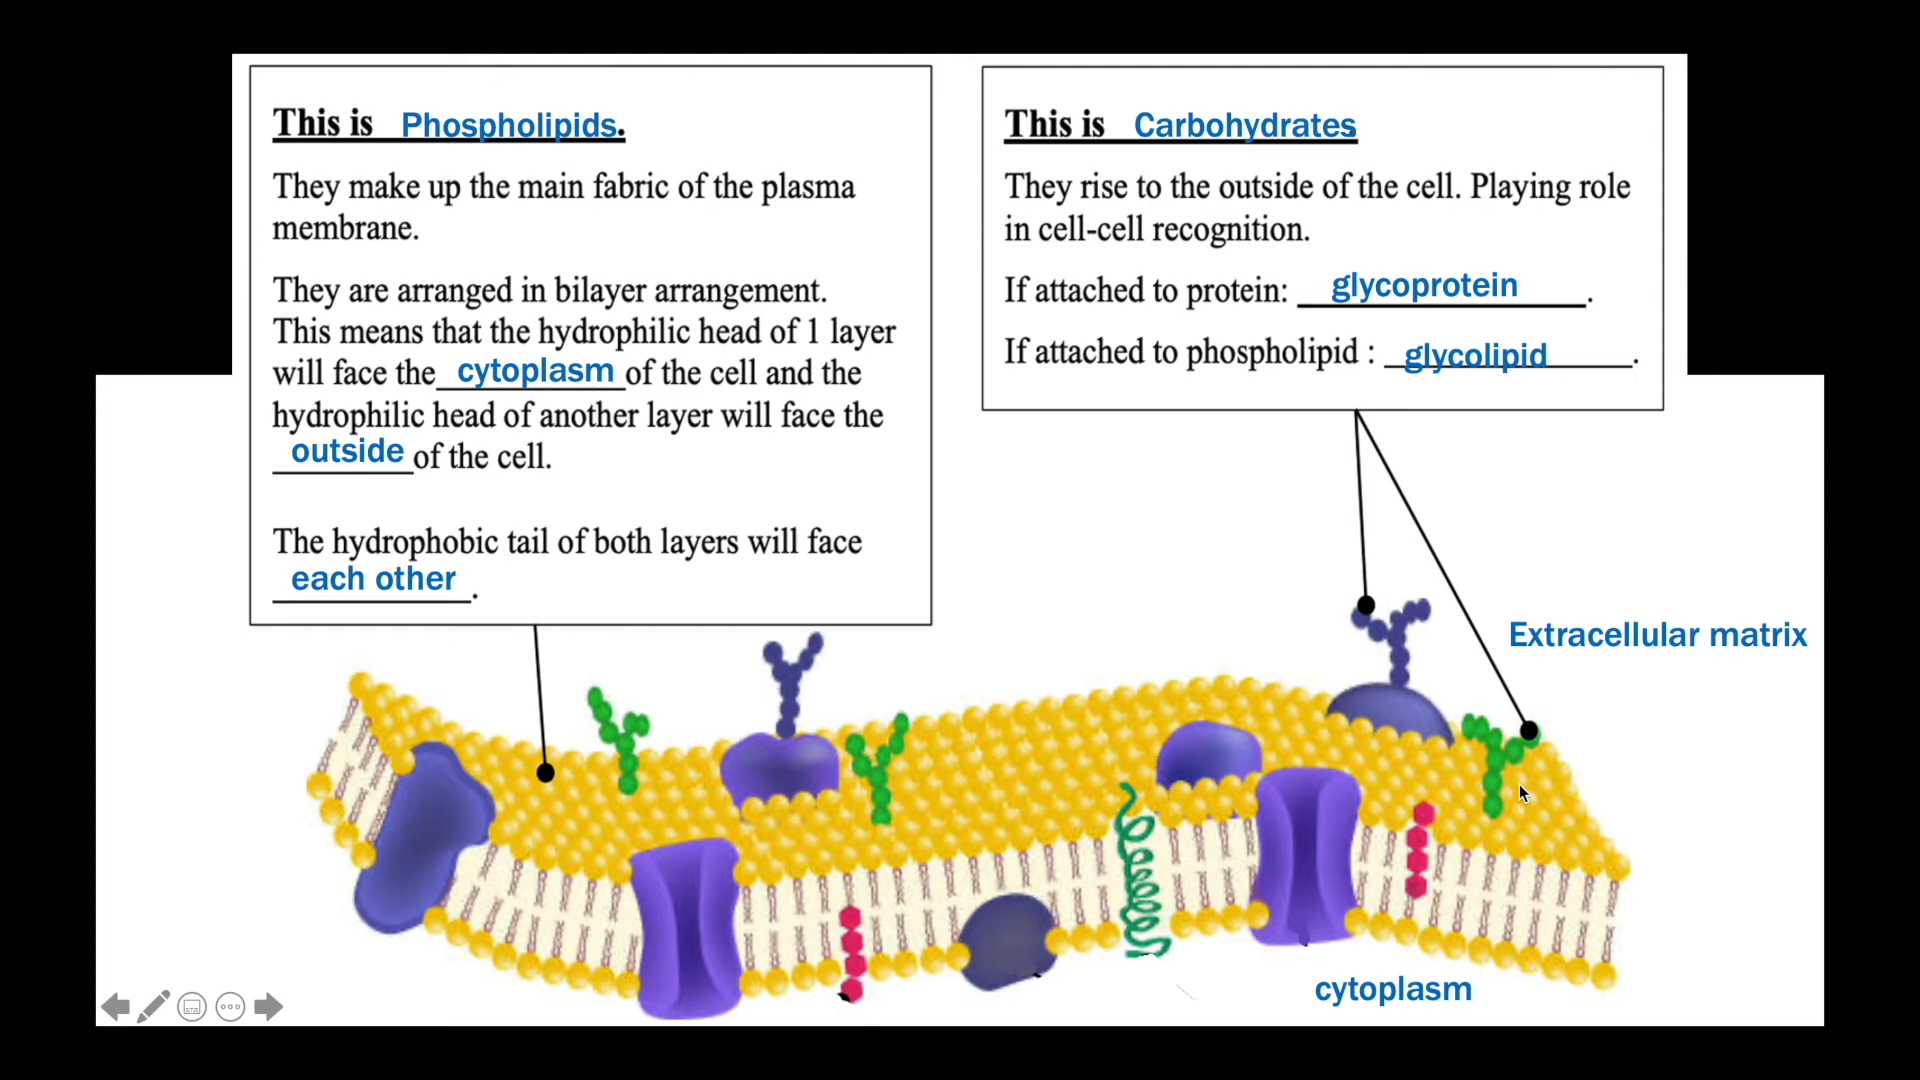 This is Phospholipids.
They make up the main fabric of the plasma
membrane.
They are arranged in bilayer arrangement.
This means that the hydrophilic head of 1 layer
will face the cytoplasm of the cell and the
hydrophilic head of another layer will face the
outside of the cell.
The hydrophobic tail of both layers will face
each other.
This is Carbohydrates
They rise to the outside of the cell. Playing role
in cell-cell recognition.
If attached to protein: glycoprotein.
If attached to phospholipid : glycolipid.
Extracellular matrix
cytoplasm